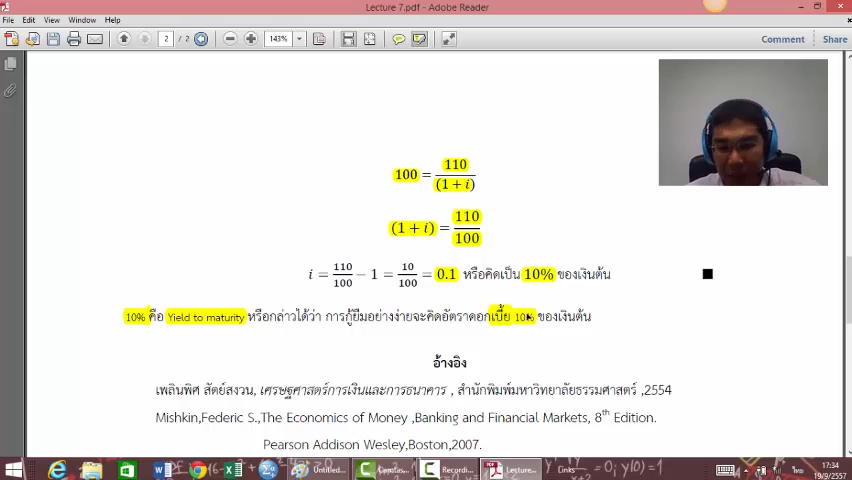 Lecture 7.pdf - Adobe Reader
File Edit View Window Help
2 / 2 143% Comment Share
100 = 110 / (1 + i)
(1 + i) = 110 / 100
i = 110/100 − 1 = 10/100 = 0.1 หรือคิดเป็น 10% ของเงินต้น ■
10% คือ Yield to maturity หรือกล่าวได้ว่า การกู้ยืมอย่างง่ายจะคิดอัตราดอกเบี้ย 10% ของเงินต้น
อ้างอิง
เพลินพิศ สัตย์สงวน, เศรษฐศาสตร์การเงินและการธนาคาร , สำนักพิมพ์มหาวิทยาลัยธรรมศาสตร์ ,2554
Mishkin,Federic S.,The Economics of Money ,Banking and Financial Markets, 8th Edition.
Pearson Addison Wesley,Boston,2007.
Untitled... Camtas... Recordi... Lecture... Links 17:34
19/9/2557